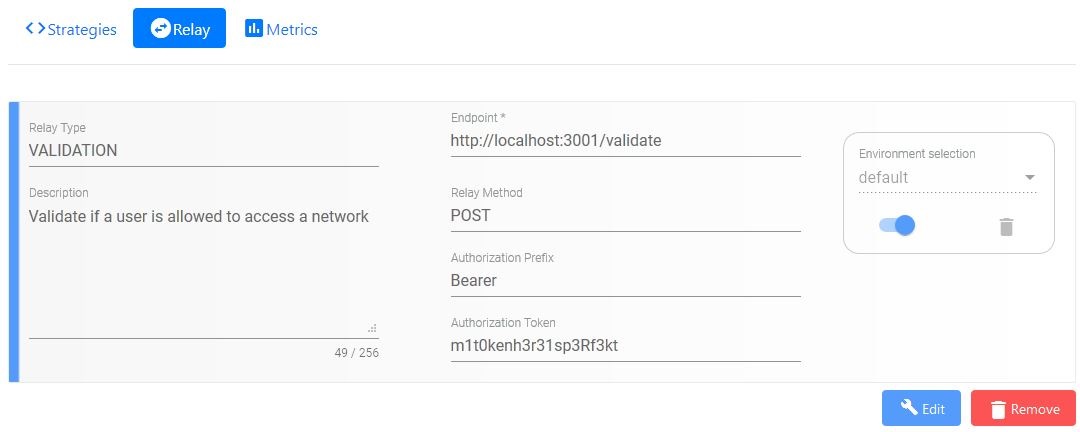 Strategies
Relay
Metrics
Relay Type
VALIDATION
Description
Validate if a user is allowed to access a network
49 / 256
Endpoint *
http://localhost:3001/validate
Relay Method
POST
Authorization Prefix
Bearer
Authorization Token
m1t0kenh3r31sp3Rf3kt
Environment selection
default
Edit
Remove